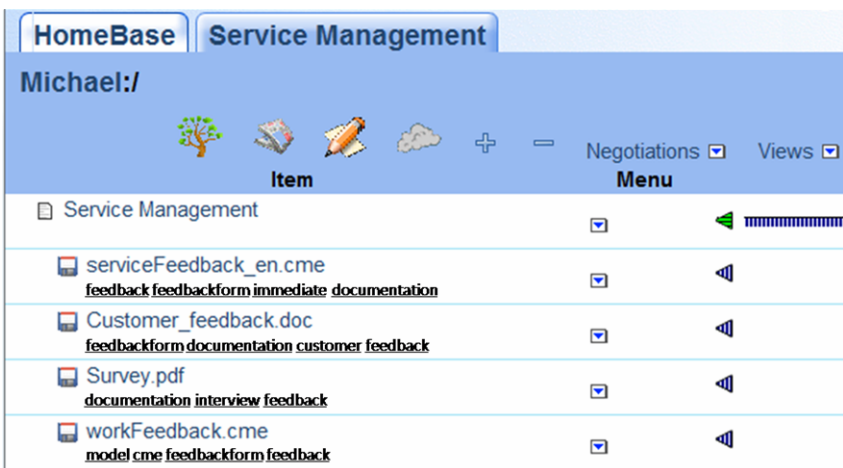 HomeBase Service Management
Michael:/
Negotiations Views
Item Menu
Service Management
serviceFeedback_en.cme
feedback feedbackform immediate documentation
Customer_feedback.doc
feedbackform documentation customer feedback
Survey.pdf
documentation interview feedback
workFeedback.cme
model cme feedbackform feedback